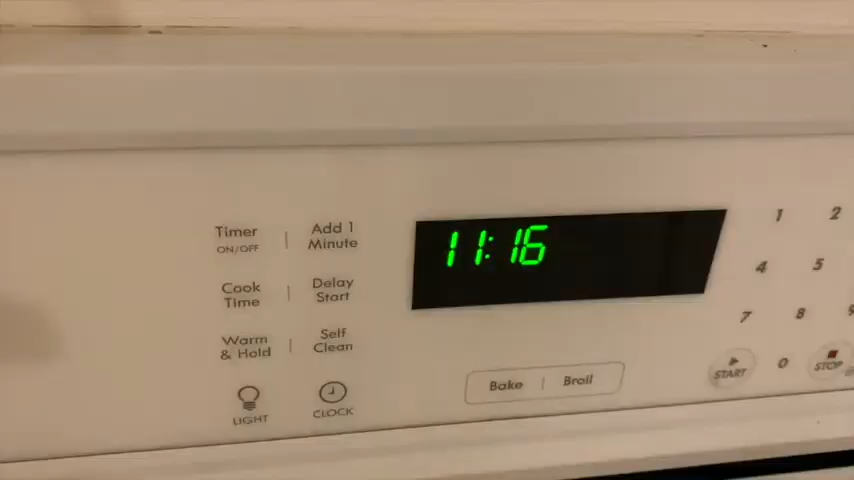 Timer
ON/OFF
Add 1
Minute
Cook
Time
Delay
Start
Warm
& Hold
Self
Clean
LIGHT
CLOCK
11:16
Bake
Broil
1 2
4 5
7 8 9
START
0
STOP